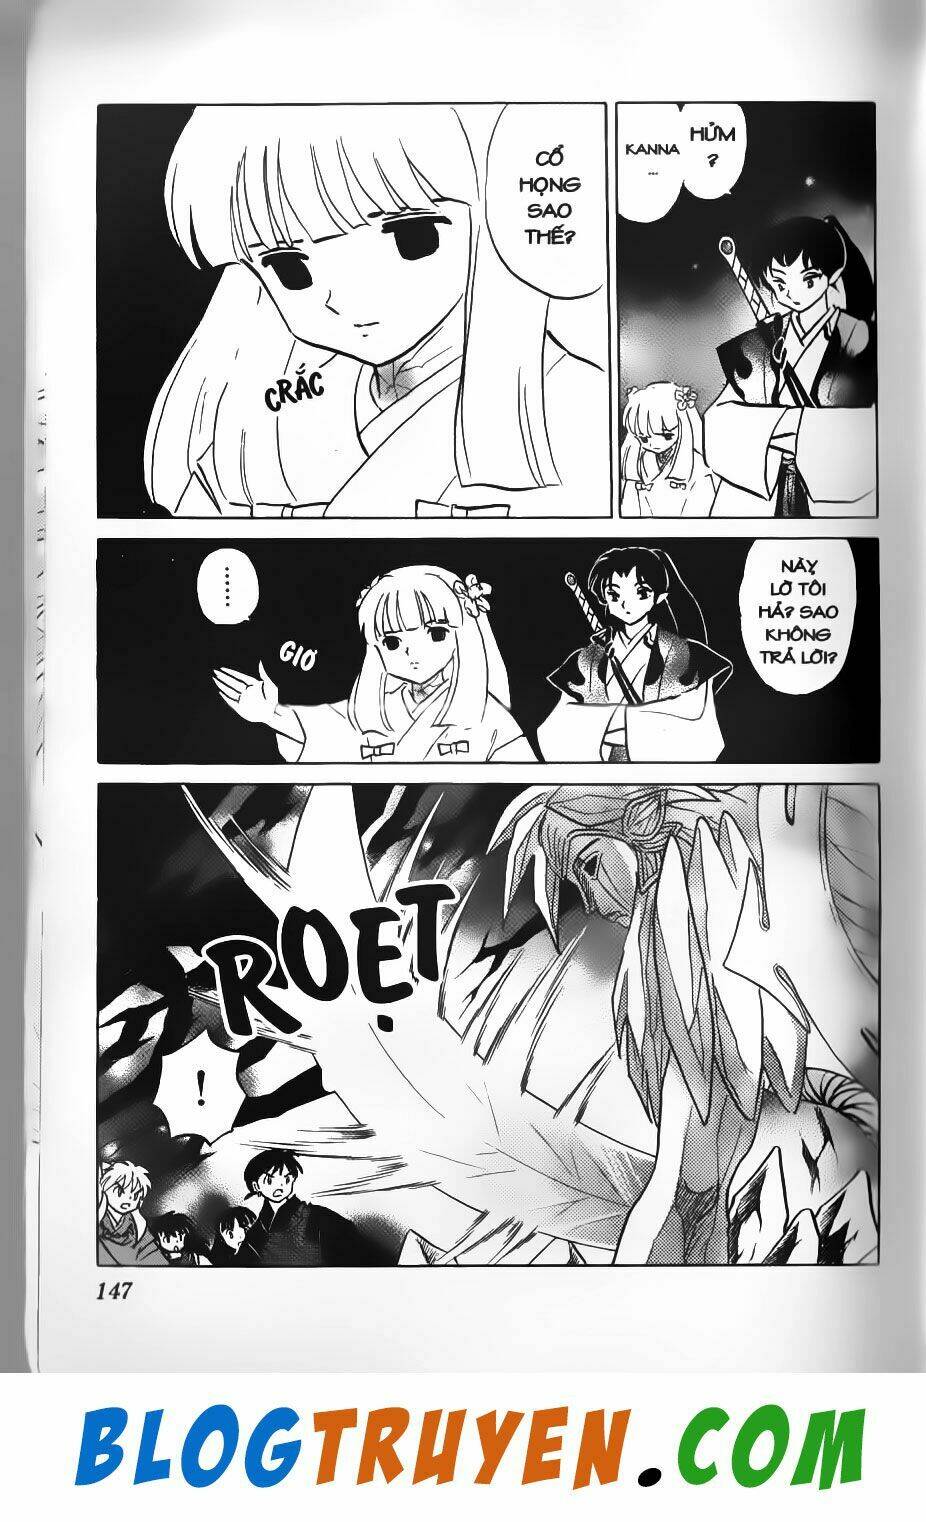 HỬM
?
KANNA
...
CỔ
HỌNG
SAO
THẾ?
CRẮC
NÀY,
LỜ TÔI
HẢ? SAO
KHÔNG
TRẢ LỜI?
GIƠ
......
ROẸT
!
147
BLOGTRUYEN.COM